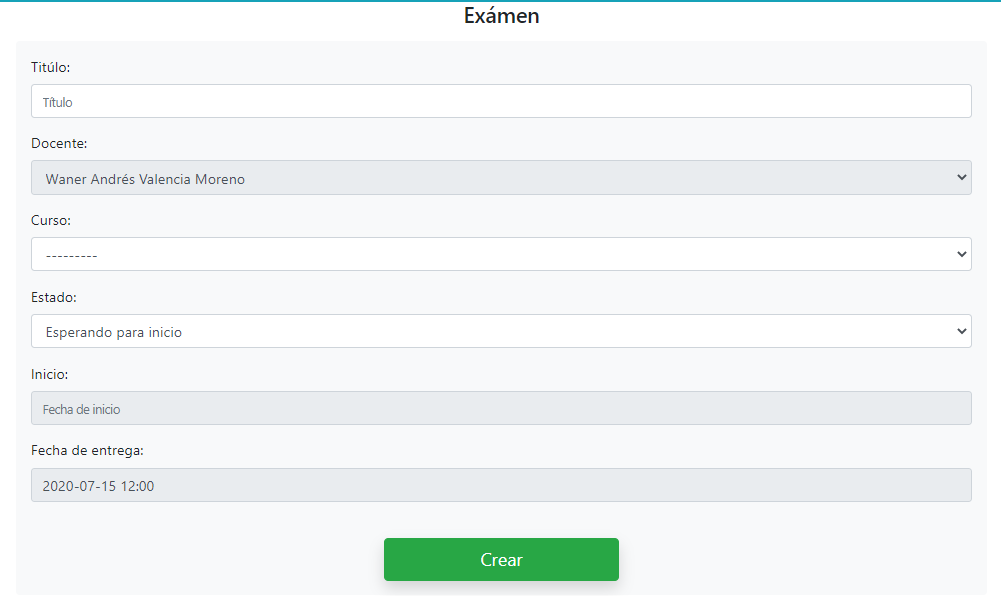 Exámen
Titúlo:
Título
Docente:
Waner Andrés Valencia Moreno
Curso:
---------
Estado:
Esperando para inicio
Inicio:
Fecha de inicio
Fecha de entrega:
2020-07-15 12:00
Crear